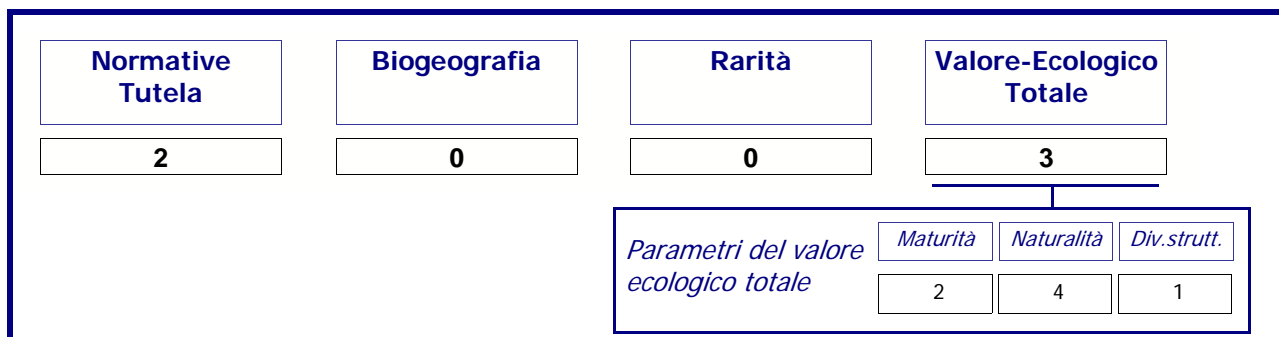 Normative
Tutela
Biogeografia
Rarità
Valore-Ecologico
Totale
2
0
0
3
Parametri del valore
ecologico totale
Maturità
Naturalità
Div.strutt.
2
4
1